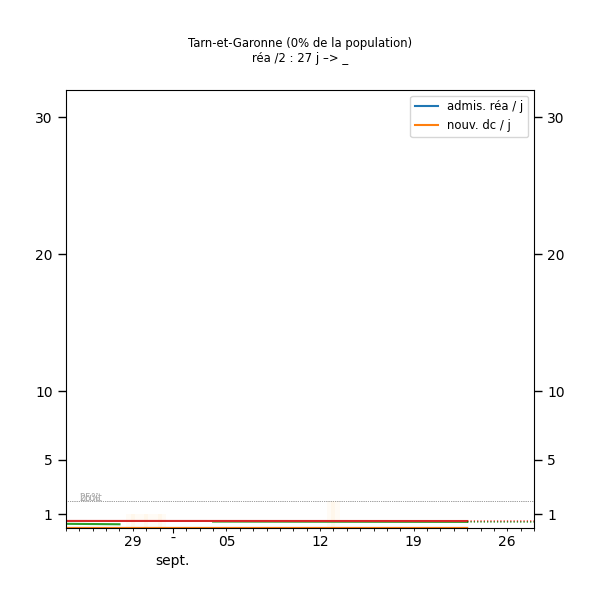 Tarn-et-Garonne (0% de la population)
réa /2 : 27 j –> _
admis. réa / j
nouv. dc / j
30 30
20 20
10 10
5 5
1 1
29 - 05 12 19 26
sept.